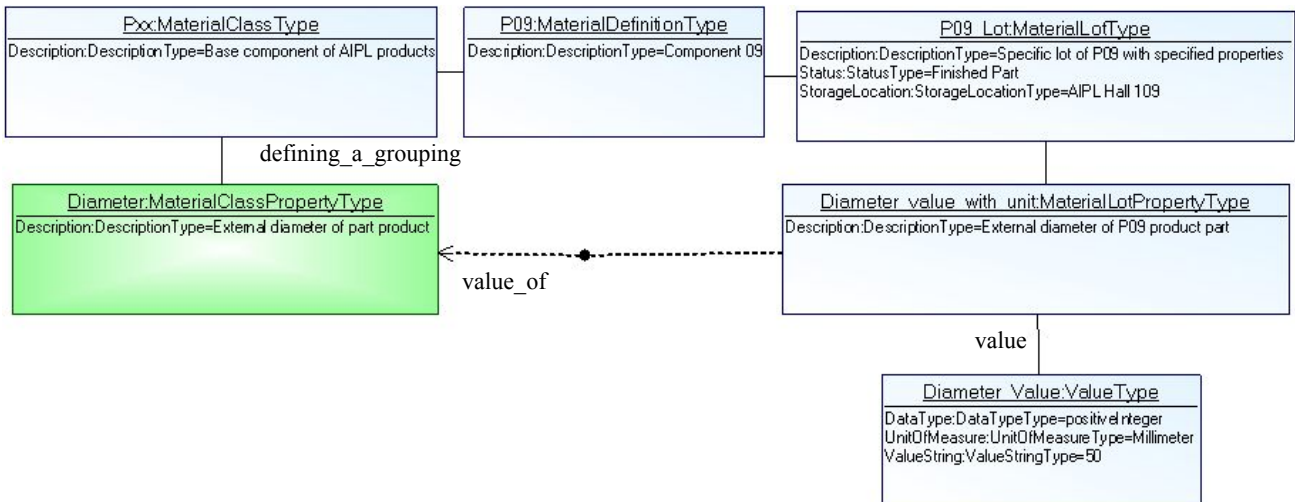 Pxx:MaterialClassType
Description:DescriptionType=Base component of AIPL products
P09:MaterialDefinitionType
Description:DescriptionType=Component 09
P09_Lot:MaterialLotType
Description:DescriptionType=Specific lot of P09 with specified properties
Status:StatusType=Finished Part
StorageLocation:StorageLocationType=AIPL Hall 109
defining_a_grouping
Diameter:MaterialClassPropertyType
Description:DescriptionType=External diameter of part product
value_of
Diameter_value_with_unit:MaterialLotPropertyType
Description:DescriptionType=External diameter of P09 product part
value
Diameter_Value:ValueType
DataType:DataTypeType=positiveInteger
UnitOfMeasure:UnitOfMeasureType=Millimeter
ValueString:ValueStringType=50